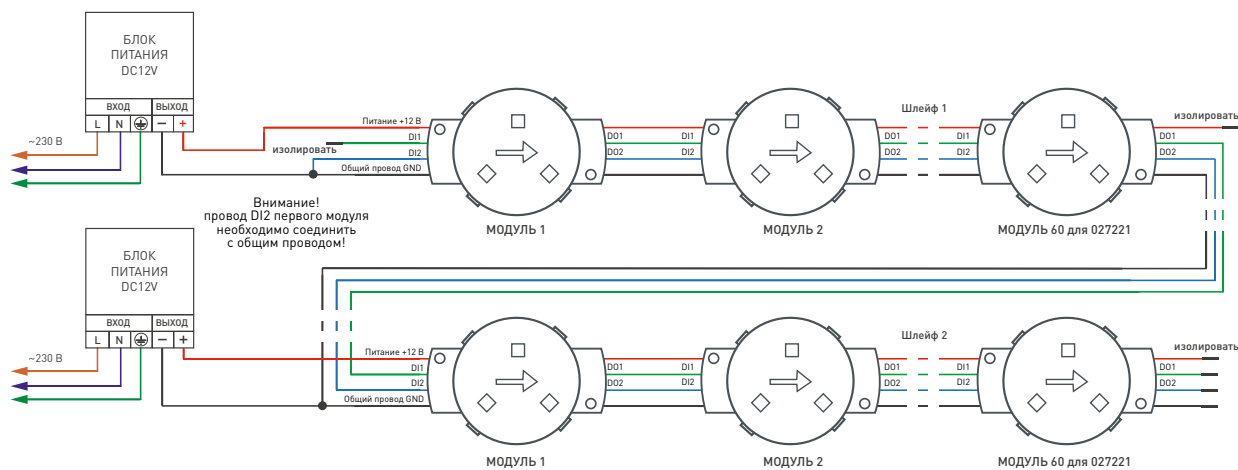 БЛОК
ПИТАНИЯ
DC12V
ВХОД ВЫХОД
L N − +
~230 В
Питание +12 В
DI1
изолировать
DI2
Общий провод GND
Внимание!
провод DI2 первого модуля
необходимо соединить
с общим проводом!
DO1 DI1
DO2 DI2
Шлейф 1
DO1 DI1
DO2 DI2
изолировать
DO1
DO2
МОДУЛЬ 1
МОДУЛЬ 2
МОДУЛЬ 60 для 027221
БЛОК
ПИТАНИЯ
DC12V
ВХОД ВЫХОД
L N − +
~230 В
Питание +12 В
DI1
DI2
Общий провод GND
DO1 DI1
DO2 DI2
Шлейф 2
DO1 DI1
DO2 DI2
изолировать
DO1
DO2
МОДУЛЬ 1
МОДУЛЬ 2
МОДУЛЬ 60 для 027221